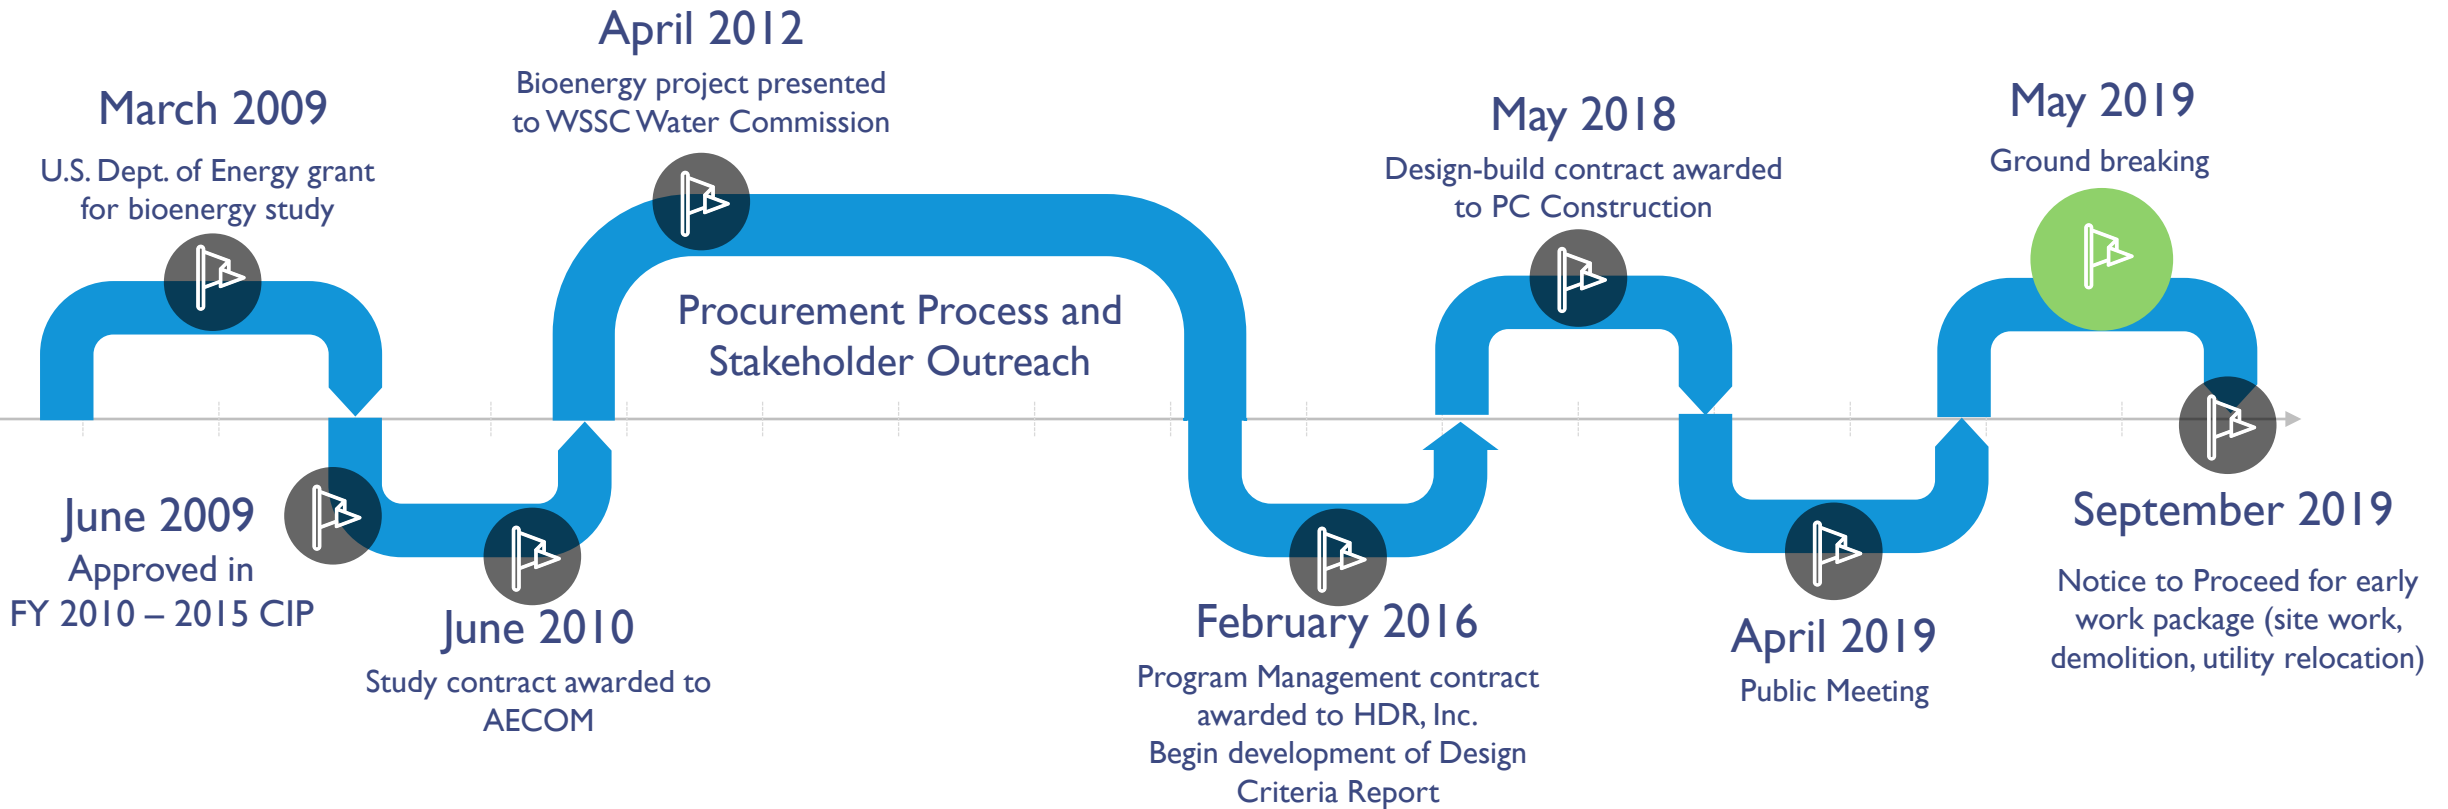 March 2009
U.S. Dept. of Energy grant
for bioenergy study
June 2009
Approved in
FY 2010 – 2015 CIP
June 2010
Study contract awarded to
AECOM
April 2012
Bioenergy project presented
to WSSC Water Commission
Procurement Process and
Stakeholder Outreach
February 2016
Program Management contract
awarded to HDR, Inc.
Begin development of Design
Criteria Report
May 2018
Design-build contract awarded
to PC Construction
April 2019
Public Meeting
May 2019
Ground breaking
September 2019
Notice to Proceed for early
work package (site work,
demolition, utility relocation)